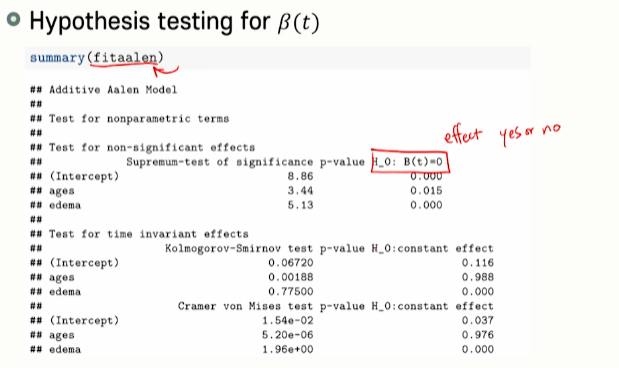 Hypothesis testing for β(t)
summary(fitaalen)
## Additive Aalen Model
##
## Test for nonparametric terms
##
## Test for non-significant effects
effect yes or no
## Supremum-test of significance p-value H_0: B(t)=0
## (Intercept) 8.86 0.000
## ages 3.44 0.015
## edema 5.13 0.000
##
## Test for time invariant effects
## Kolmogorov-Smirnov test p-value H_0:constant effect
## (Intercept) 0.06720 0.116
## ages 0.00188 0.988
## edema 0.77500 0.000
## Cramer von Mises test p-value H_0:constant effect
## (Intercept) 1.54e-02 0.037
## ages 5.20e-06 0.976
## edema 1.96e+00 0.000